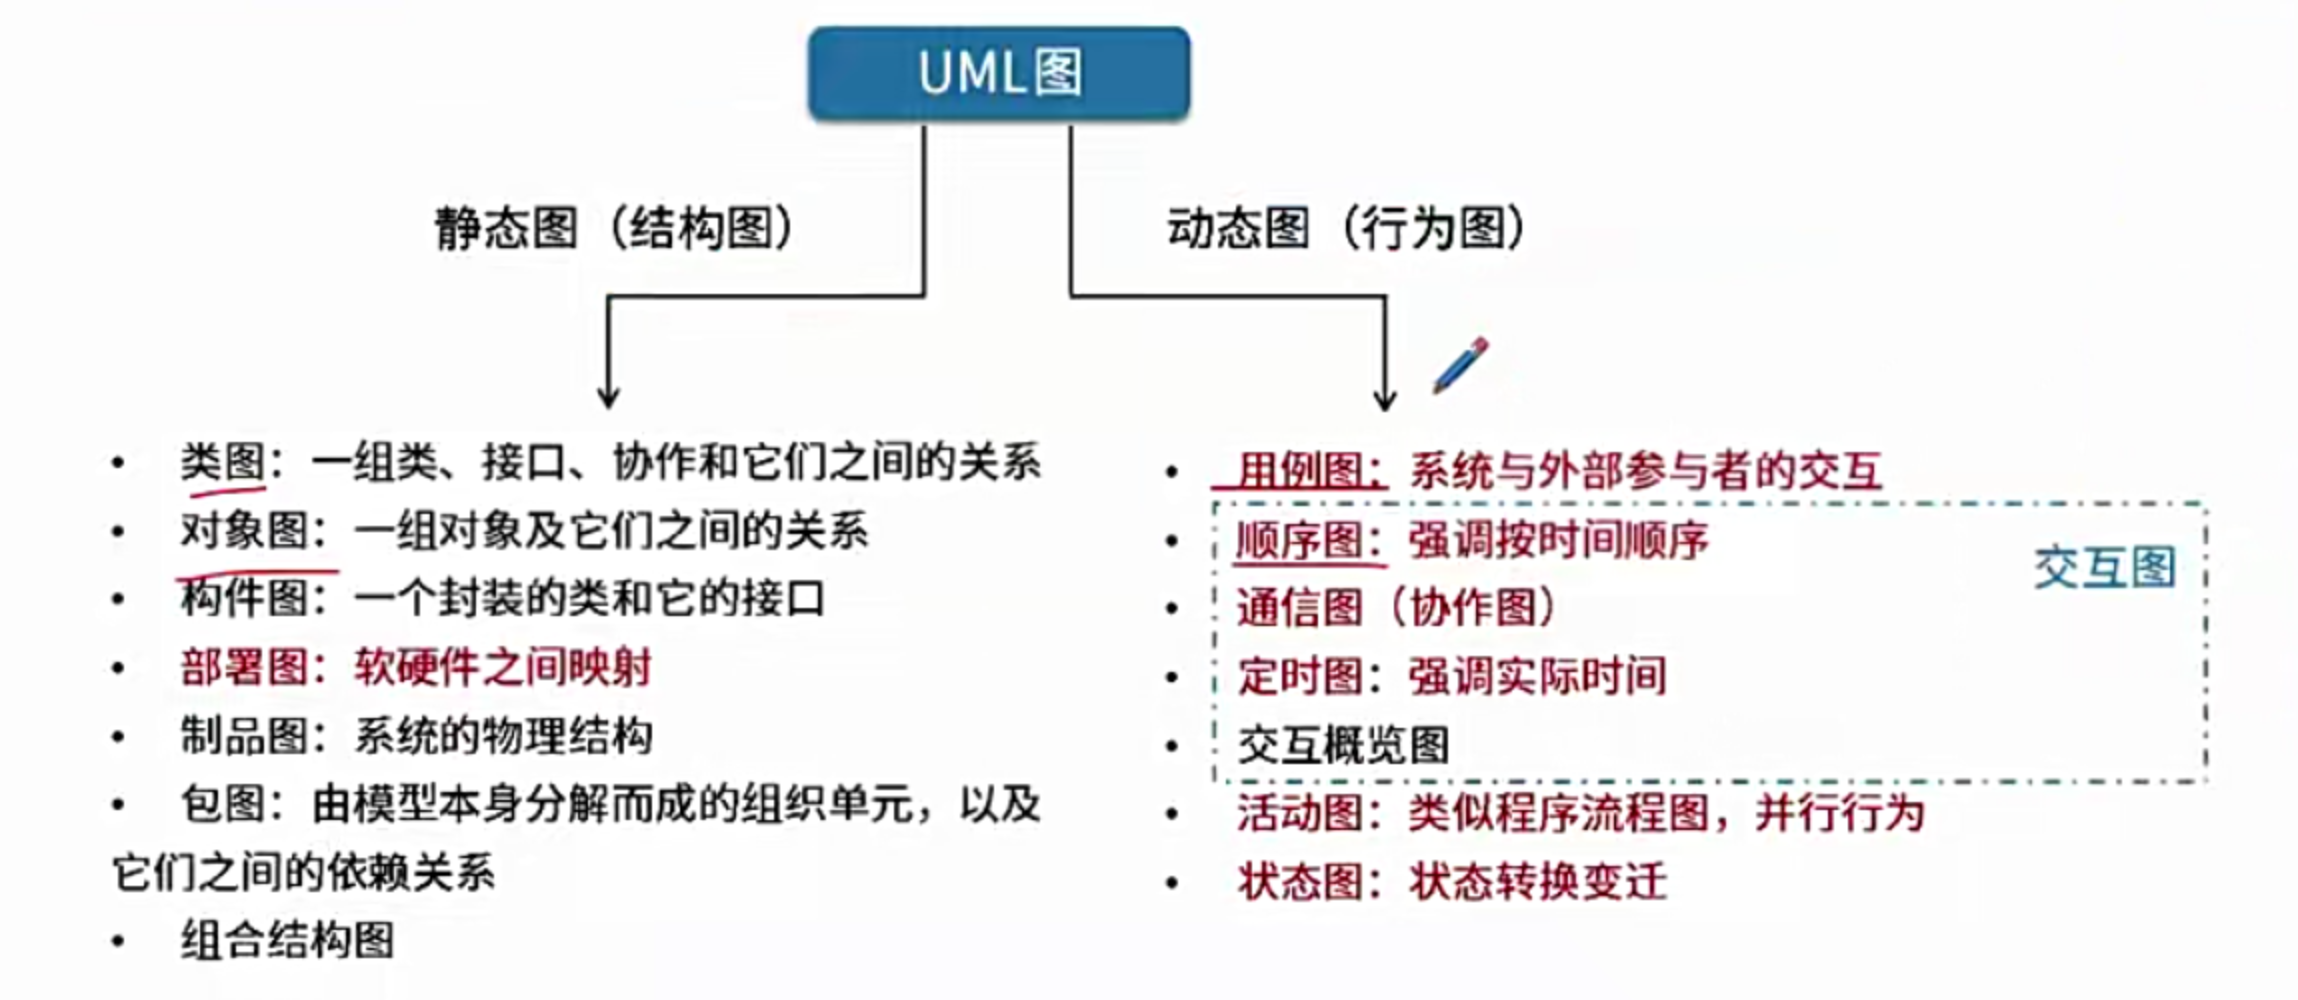 UML图
静态图（结构图）
动态图（行为图）
• 类图：一组类、接口、协作和它们之间的关系
• 对象图：一组对象及它们之间的关系
• 构件图：一个封装的类和它的接口
• 部署图：软硬件之间映射
• 制品图：系统的物理结构
• 包图：由模型本身分解而成的组织单元，以及
它们之间的依赖关系
• 组合结构图
• 用例图：系统与外部参与者的交互
• 顺序图：强调按时间顺序
交互图
• 通信图（协作图）
• 定时图：强调实际时间
• 交互概览图
• 活动图：类似程序流程图，并行行为
• 状态图：状态转换变迁